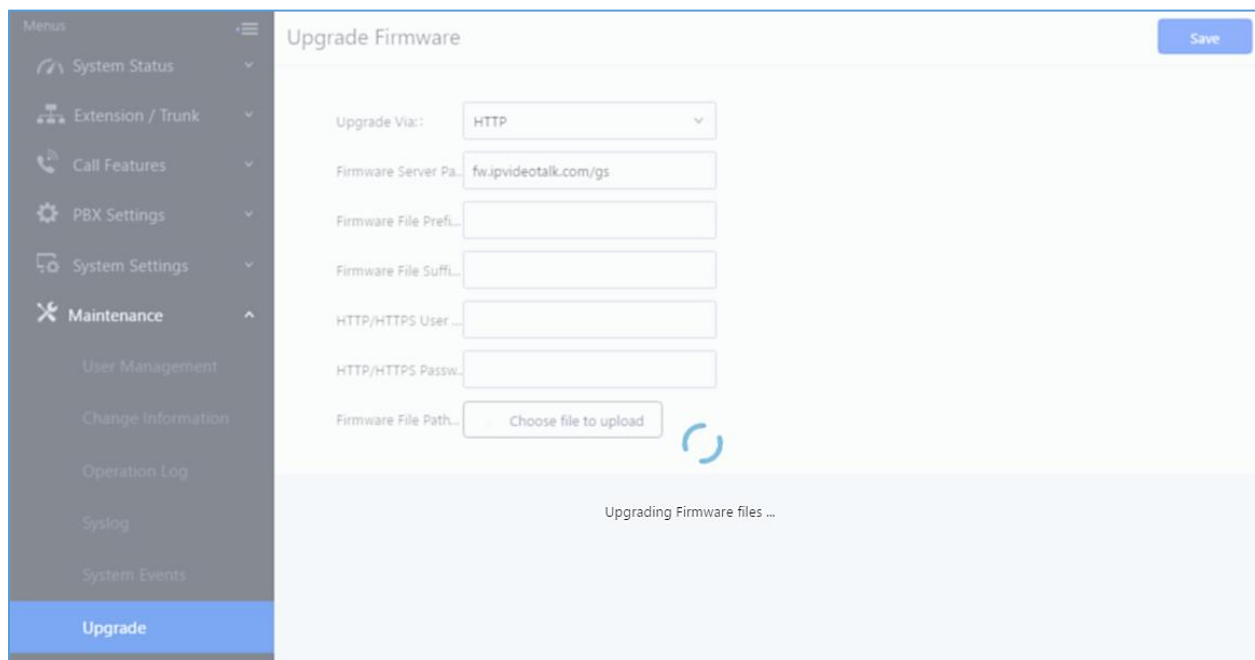 Menus
System Status
Extension / Trunk
Call Features
PBX Settings
System Settings
Maintenance
User Management
Change Information
Operation Log
Syslog
System Events
Upgrade
Upgrade Firmware
Save
Upgrade Via:: HTTP
Firmware Server Pa... fw.ipvideotalk.com/gs
Firmware File Prefi...
Firmware File Suffi...
HTTP/HTTPS User ...
HTTP/HTTPS Passw...
Firmware File Path... Choose file to upload
Upgrading Firmware files ...